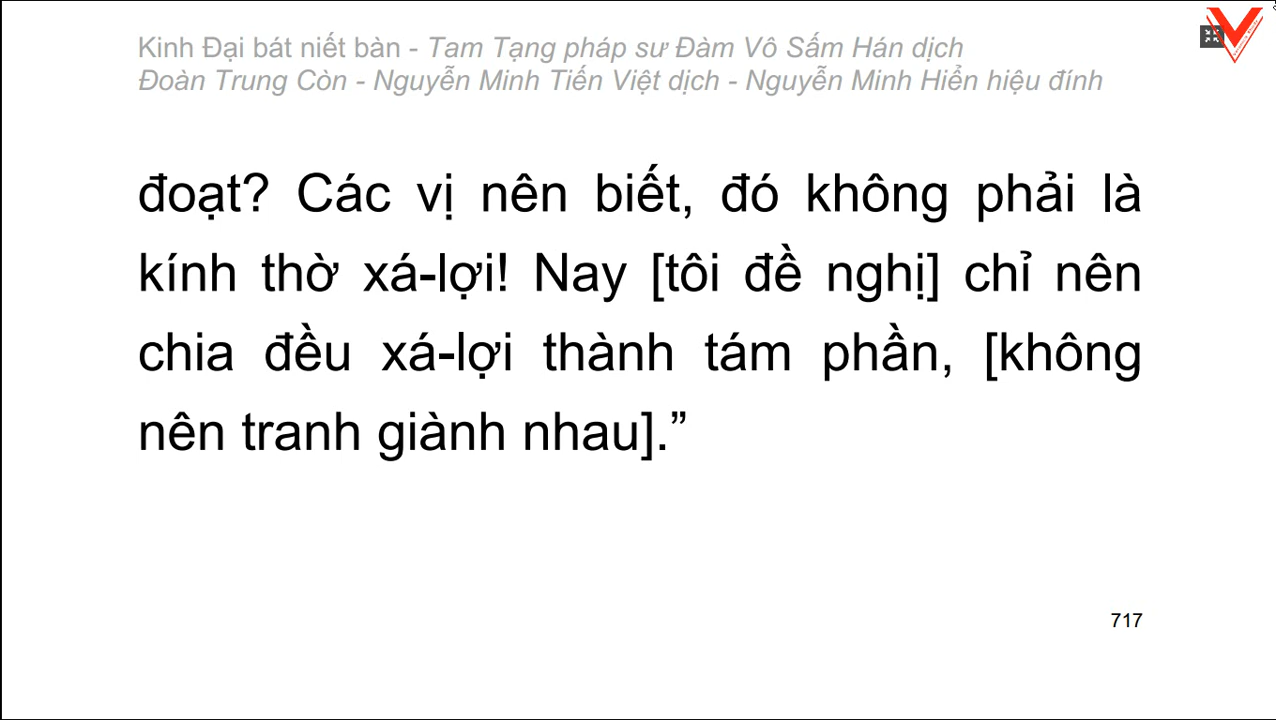 Kinh Đại bát niết bàn - Tam Tạng pháp sư Đàm Vô Sấm Hán dịch
Đoàn Trung Còn - Nguyễn Minh Tiến Việt dịch - Nguyễn Minh Hiển hiệu đính
đoạt? Các vị nên biết, đó không phải là
kính thờ xá-lợi! Nay [tôi đề nghị] chỉ nên
chia đều xá-lợi thành tám phần, [không
nên tranh giành nhau].”
717